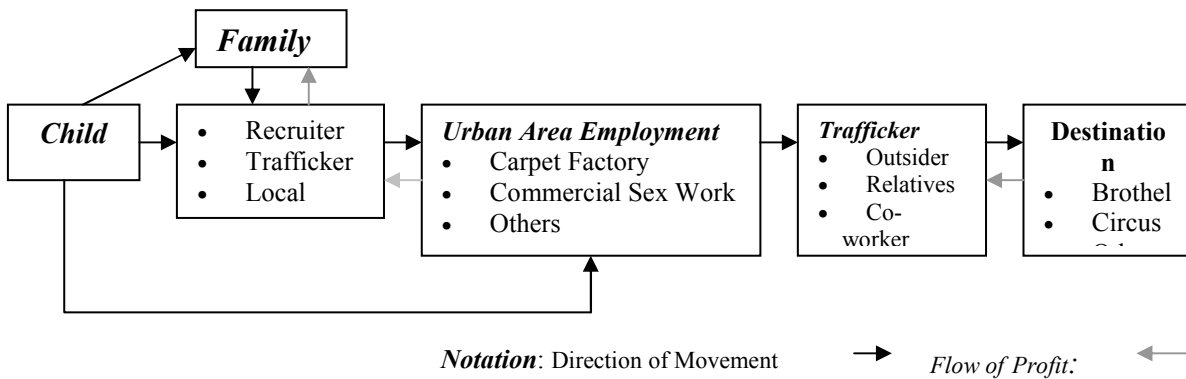 Family
Child
• Recruiter
• Trafficker
• Local
Urban Area Employment
• Carpet Factory
• Commercial Sex Work
• Others
Trafficker
• Outsider
• Relatives
• Co-
worker
Destinatio
n
• Brothel
• Circus
Notation: Direction of Movement
Flow of Profit: